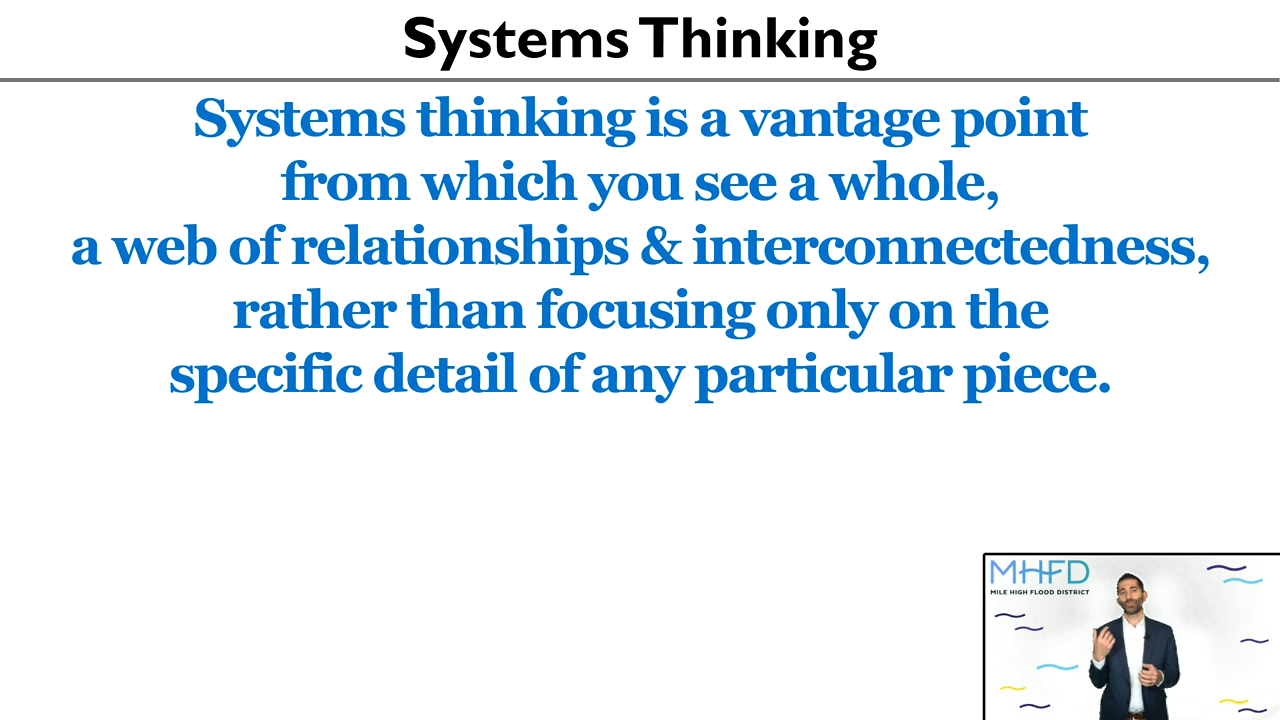 Systems Thinking
Systems thinking is a vantage point
from which you see a whole,
a web of relationships & interconnectedness,
rather than focusing only on the
specific detail of any particular piece.
MHFD
MILE HIGH FLOOD DISTRICT